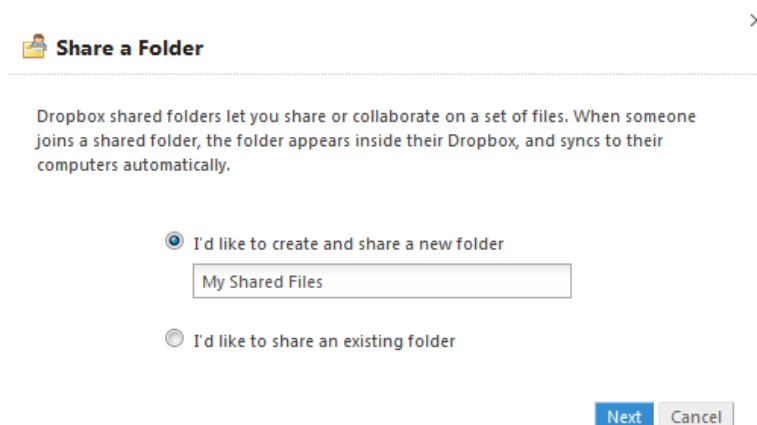 Share a Folder
Dropbox shared folders let you share or collaborate on a set of files. When someone
joins a shared folder, the folder appears inside their Dropbox, and syncs to their
computers automatically.
I'd like to create and share a new folder
My Shared Files
I'd like to share an existing folder
Next Cancel